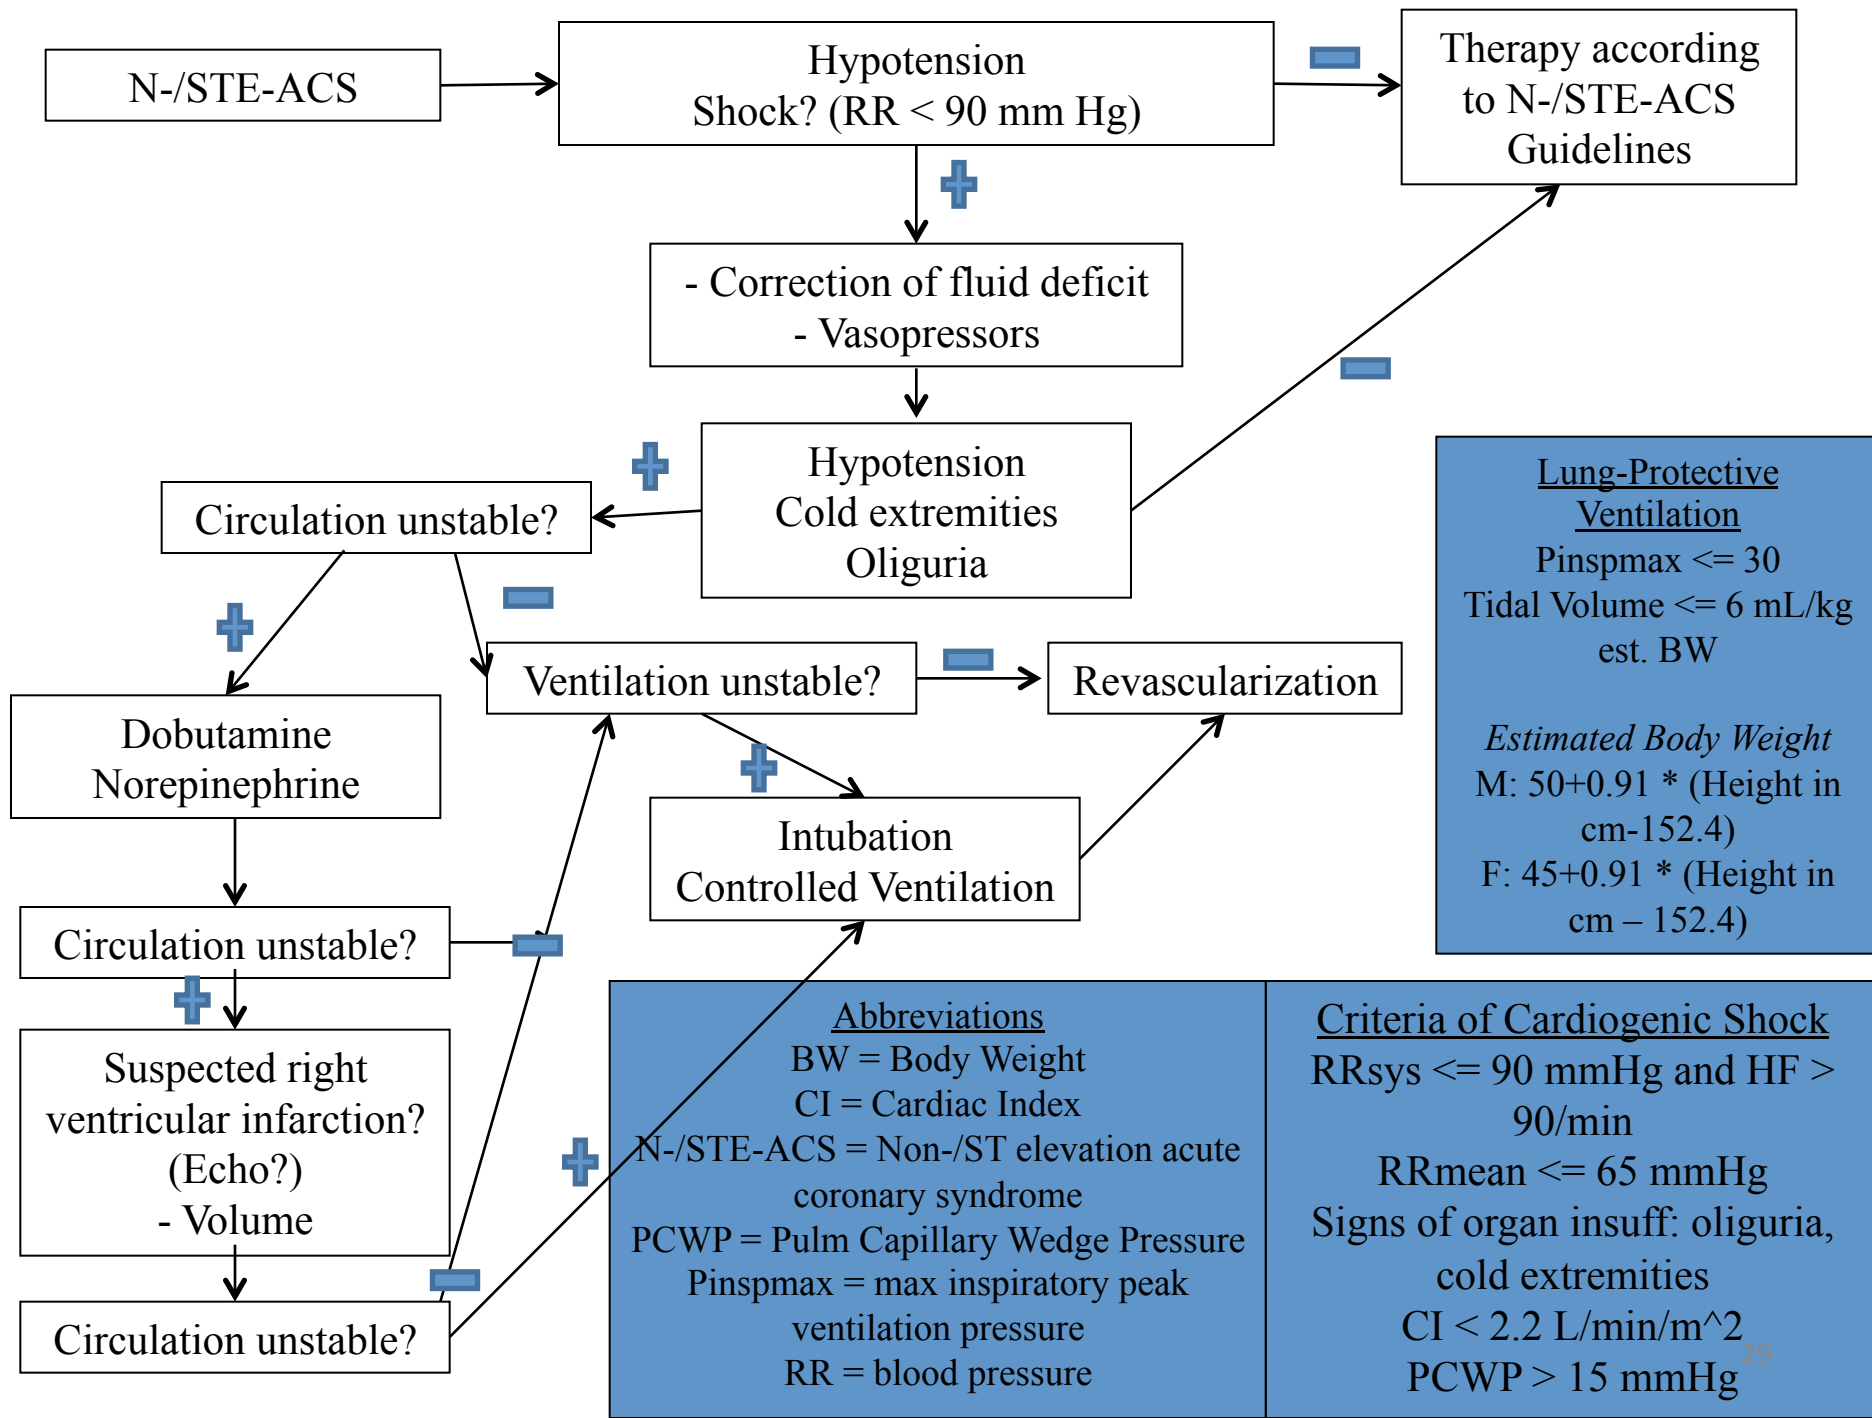 N-/STE-ACS
Hypotension
Shock? (RR < 90 mm Hg)
Therapy according
to N-/STE-ACS
Guidelines
- Correction of fluid deficit
- Vasopressors
Hypotension
Cold extremities
Oliguria
Circulation unstable?
Ventilation unstable?
Revascularization
Dobutamine
Norepinephrine
Intubation
Controlled Ventilation
Circulation unstable?
Suspected right
ventricular infarction?
(Echo?)
- Volume
Circulation unstable?
Lung-Protective
Ventilation
Pinspmax <= 30
Tidal Volume <= 6 mL/kg
est. BW
Estimated Body Weight
M: 50+0.91 * (Height in
cm-152.4)
F: 45+0.91 * (Height in
cm – 152.4)
Abbreviations
BW = Body Weight
CI = Cardiac Index
N-/STE-ACS = Non-/ST elevation acute
coronary syndrome
PCWP = Pulm Capillary Wedge Pressure
Pinspmax = max inspiratory peak
ventilation pressure
RR = blood pressure
Criteria of Cardiogenic Shock
RRsys <= 90 mmHg and HF >
90/min
RRmean <= 65 mmHg
Signs of organ insuff: oliguria,
cold extremities
CI < 2.2 L/min/m^2
PCWP > 15 mmHg
29